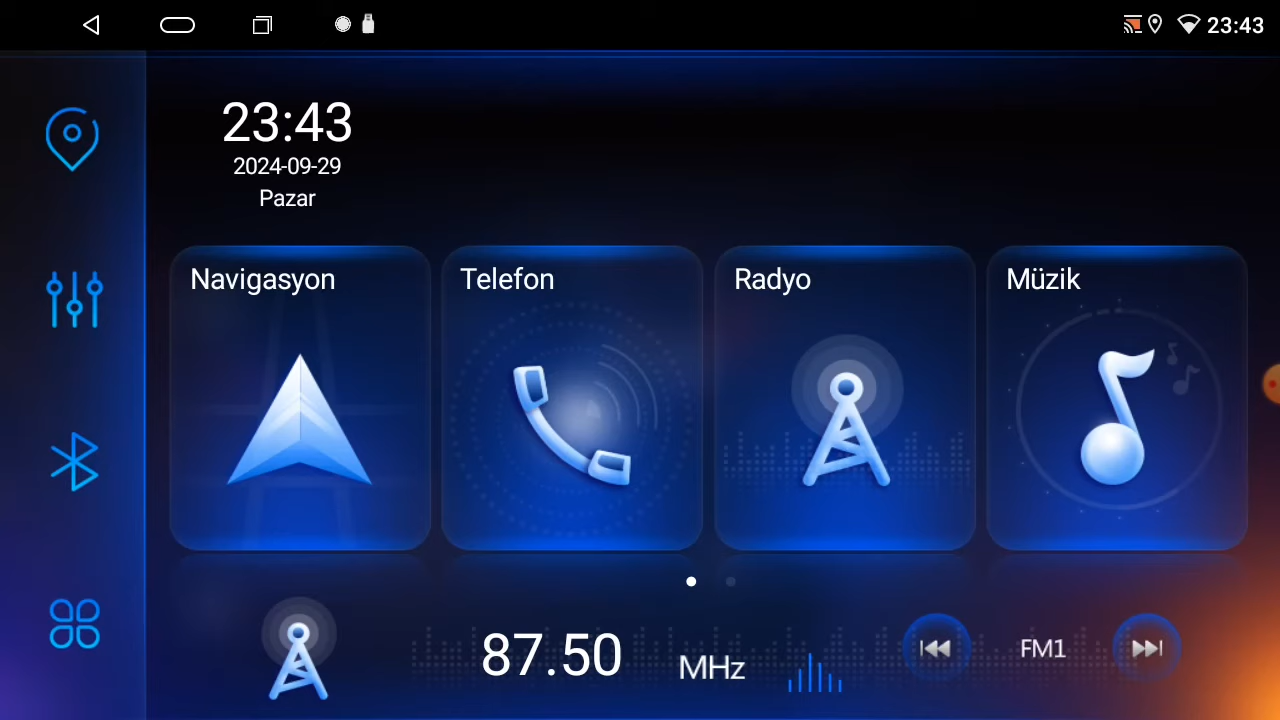 23:43
23:43
2024-09-29
Pazar
Navigasyon
Telefon
Radyo
Müzik
87.50
MHz
FM1